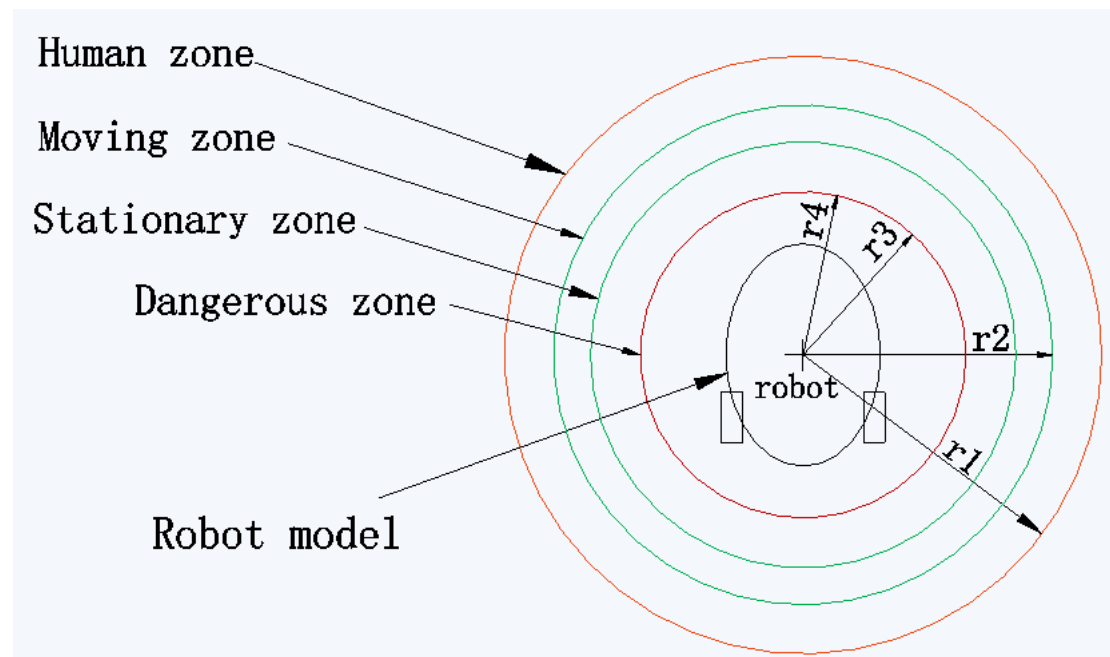 Human zone
Moving zone
Stationary zone
Dangerous zone
r4
r3
r2
robot
r1
Robot model